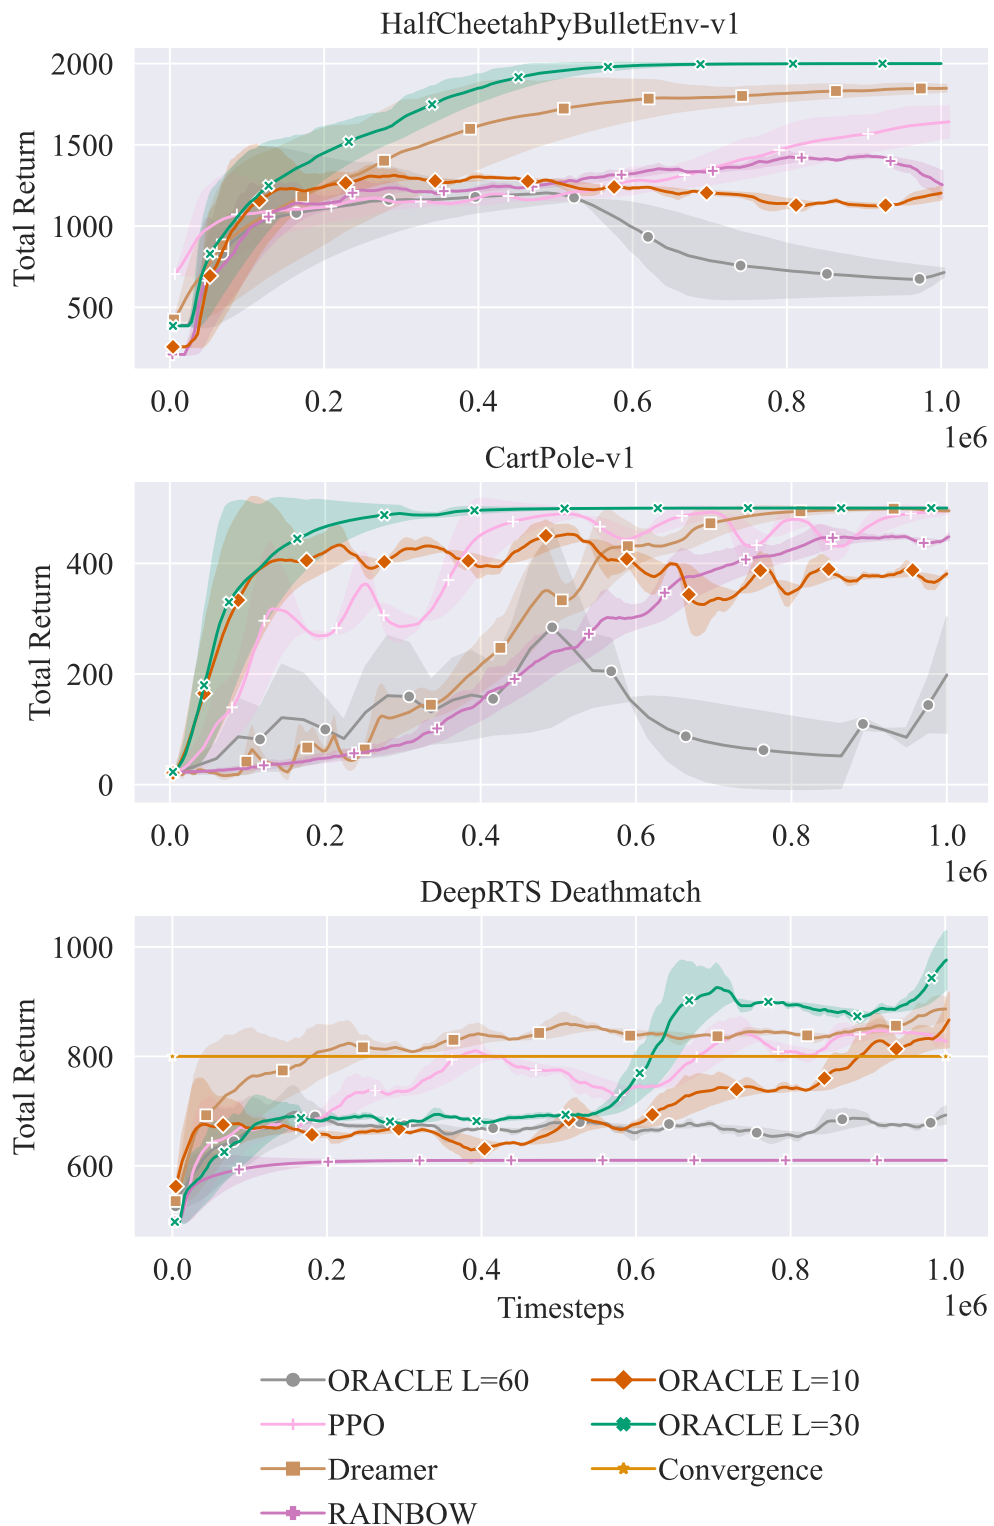 HalfCheetahPyBulletEnv-v1
2000
1500
1000
500
Total Return
0.0 0.2 0.4 0.6 0.8 1.0
1e6
CartPole-v1
400
200
0
Total Return
0.0 0.2 0.4 0.6 0.8 1.0
1e6
DeepRTS Deathmatch
1000
800
600
Total Return
0.0 0.2 0.4 0.6 0.8 1.0
1e6
Timesteps
ORACLE L=60 ORACLE L=10
PPO ORACLE L=30
Dreamer Convergence
RAINBOW